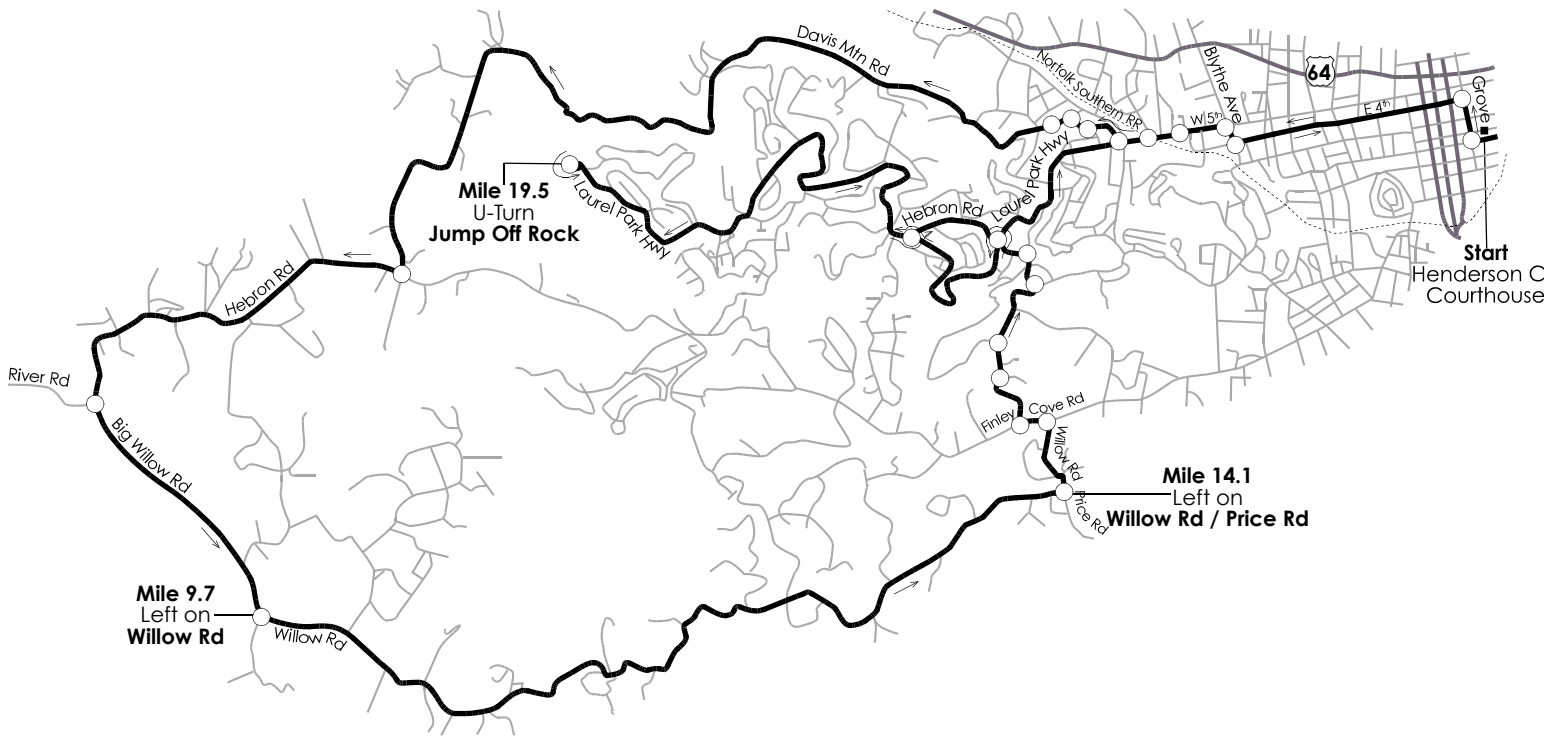 Davis Mtn Rd
Norfolk Southern RR
Blythe Ave
64
Grove
E 4th
W 5th
Laurel Park Hwy
Mile 19.5
U-Turn
Jump Off Rock
Laurel Park Hwy
Hebron Rd
Start
Henderson C
Courthouse
Hebron Rd
River Rd
Big Willow Rd
Finley Cove Rd
Willow Rd
Price Rd
Mile 14.1
Left on
Willow Rd / Price Rd
Mile 9.7
Left on
Willow Rd
Willow Rd